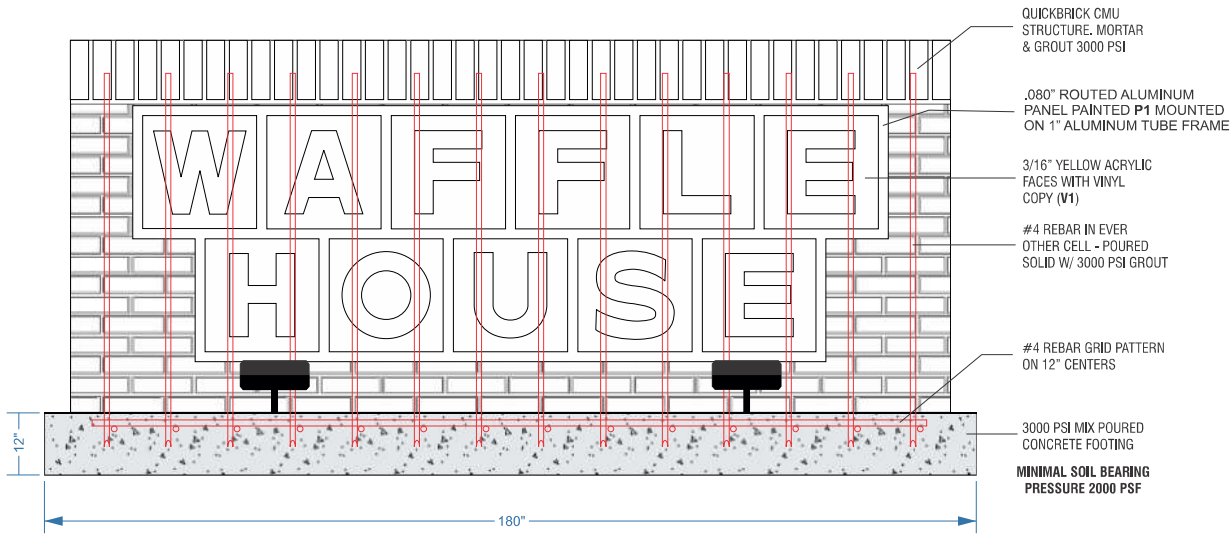 QUICKBRICK CMU
STRUCTURE. MORTAR
& GROUT 3000 PSI
.080" ROUTED ALUMINUM
PANEL PAINTED P1 MOUNTED
ON 1" ALUMINUM TUBE FRAME
WAFFLE
3/16" YELLOW ACRYLIC
FACES WITH VINYL
COPY (V1)
#4 REBAR IN EVER
OTHER CELL - POURED
SOLID W/ 3000 PSI GROUT
HOUSE
#4 REBAR GRID PATTERN
ON 12" CENTERS
12"
3000 PSI MIX POURED
CONCRETE FOOTING
MINIMAL SOIL BEARING
PRESSURE 2000 PSF
180"